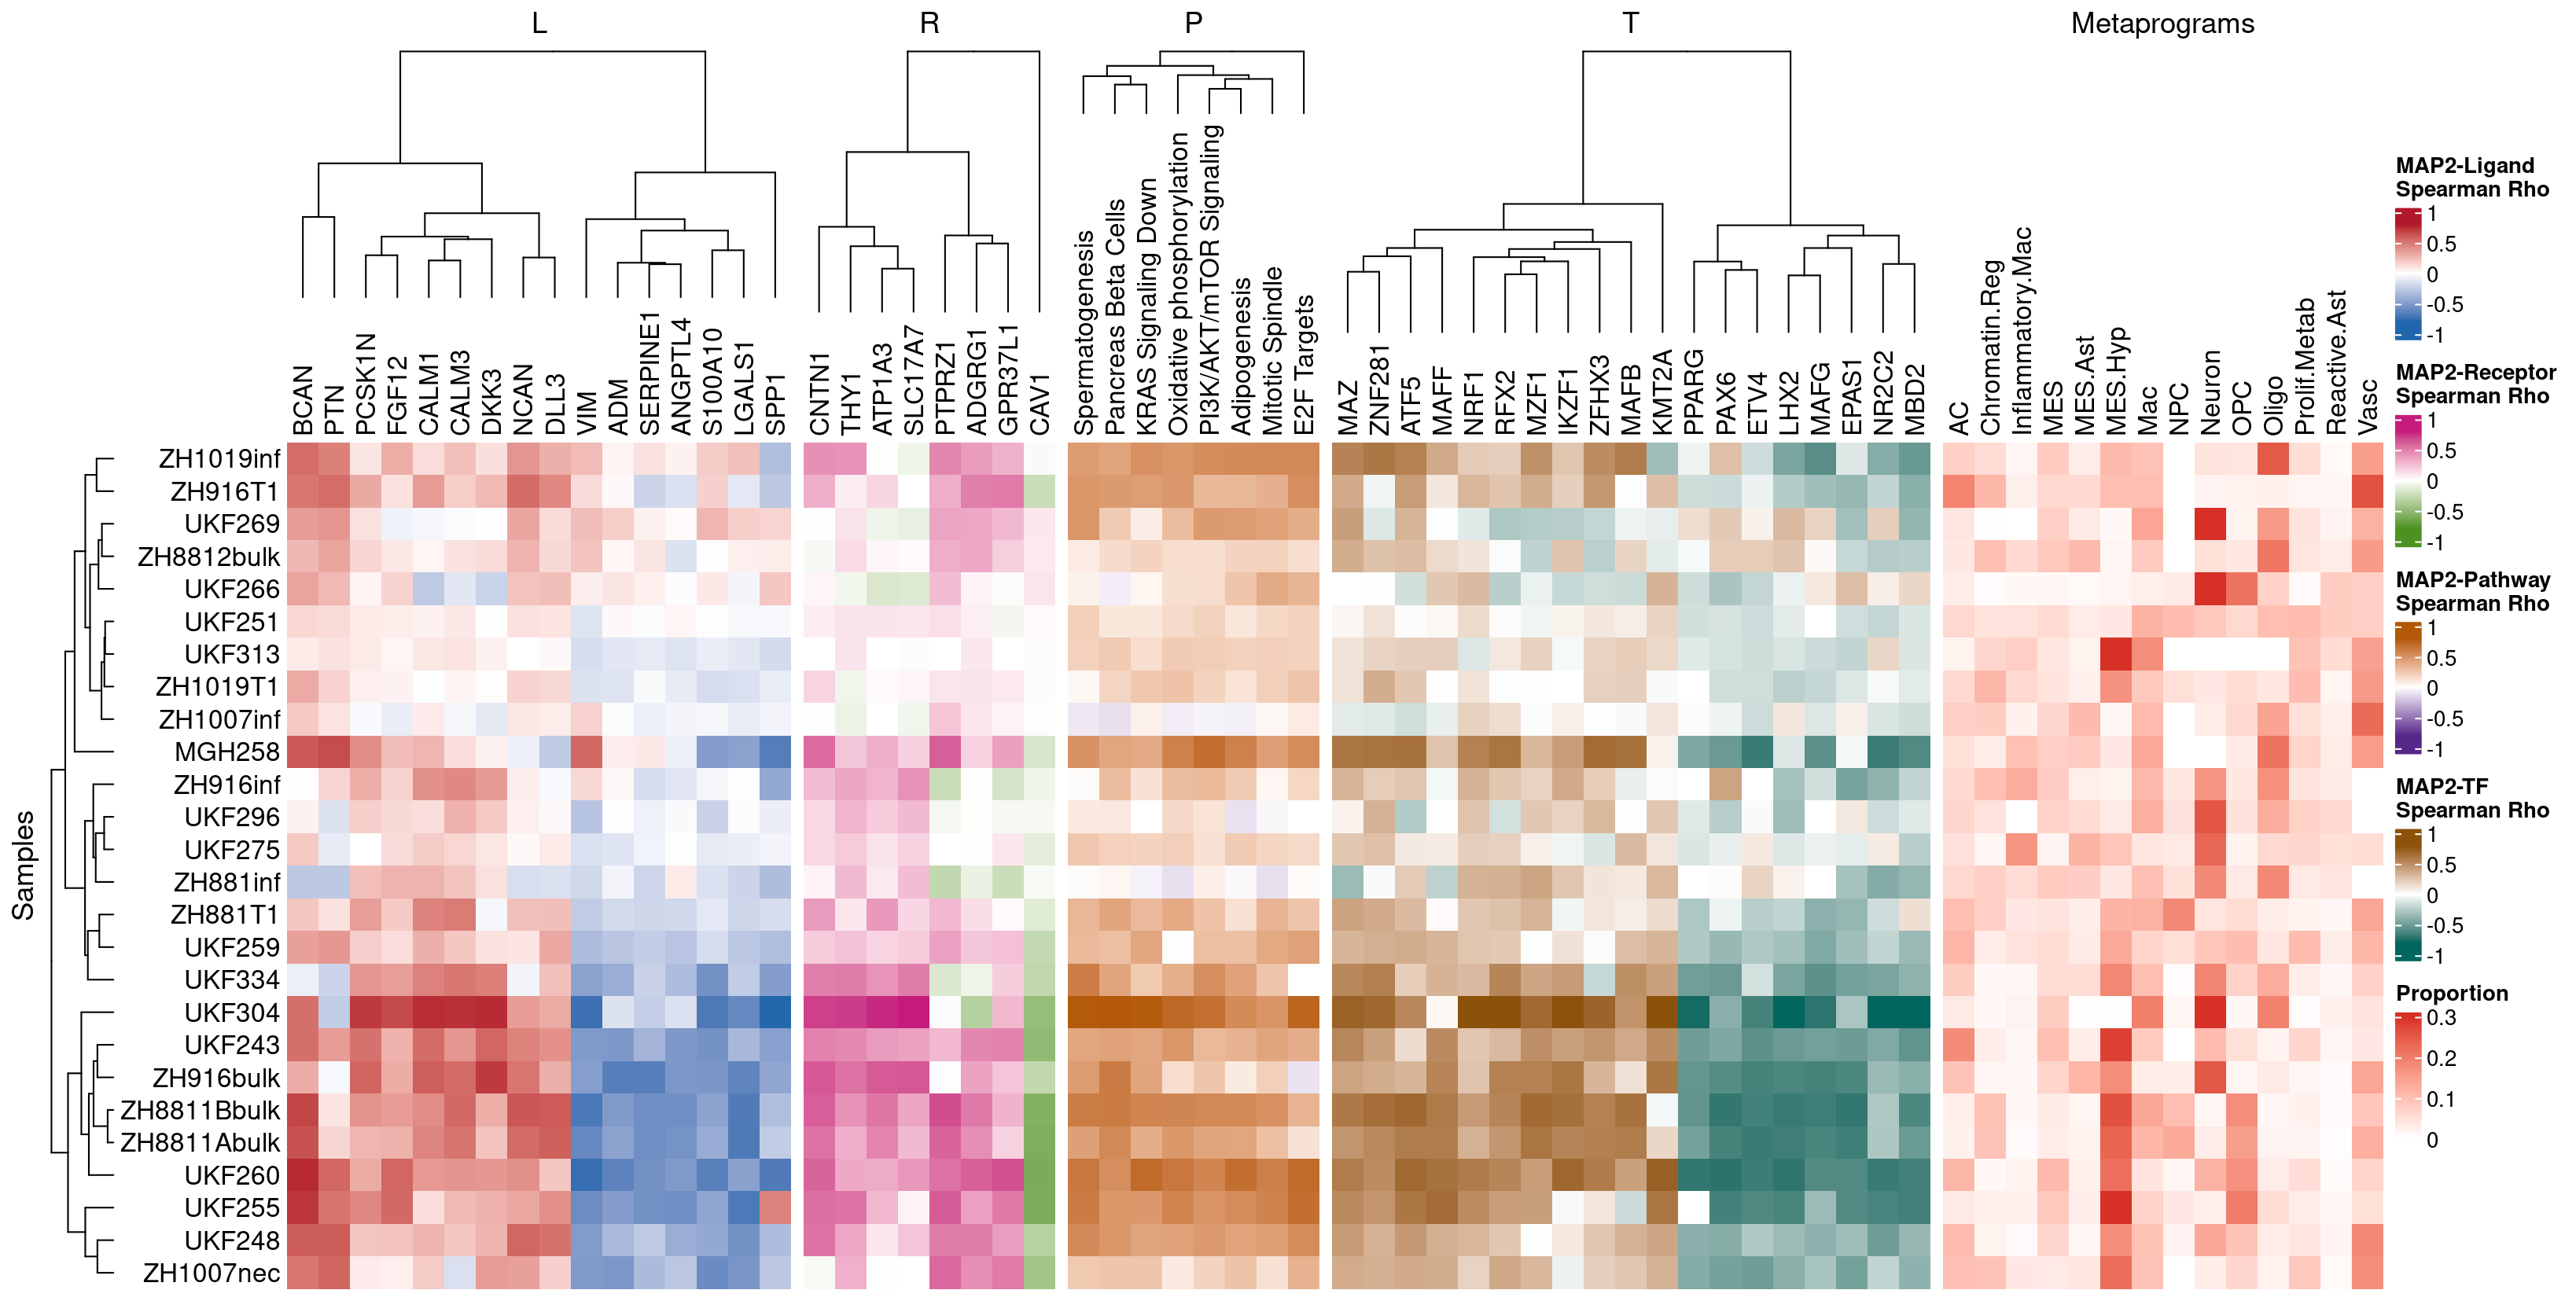 L
R
P
T
Metaprograms
BCAN
PTN
PCSK1N
FGF12
CALM1
CALM3
DKK3
NCAN
DLL3
VIM
ADM
SERPINE1
ANGPTL4
S100A10
LGALS1
SPP1
CNTN1
THY1
ATP1A3
SLC17A7
PTPRZ1
ADGRG1
GPR37L1
CAV1
Spermatogenesis
Pancreas Beta Cells
KRAS Signaling Down
Oxidative phosphorylation
PI3K/AKT/mTOR Signaling
Adipogenesis
Mitotic Spindle
E2F Targets
MAZ
ZNF281
ATF5
MAFF
NRF1
RFX2
MZF1
IKZF1
ZFHX3
MAFB
KMT2A
PPARG
PAX6
ETV4
LHX2
MAFG
EPAS1
NR2C2
MBD2
AC
Chromatin.Reg
Inflammatory.Mac
MES
MES.Ast
MES.Hyp
Mac
NPC
Neuron
OPC
Oligo
Prolif.Metab
Reactive.Ast
Vasc
Samples
ZH1019inf
ZH916T1
UKF269
ZH8812bulk
UKF266
UKF251
UKF313
ZH1019T1
ZH1007inf
MGH258
ZH916inf
UKF296
UKF275
ZH881inf
ZH881T1
UKF259
UKF334
UKF304
UKF243
ZH916bulk
ZH8811Bbulk
ZH8811Abulk
UKF260
UKF255
UKF248
ZH1007nec
MAP2-Ligand
Spearman Rho
1
0.5
0
-0.5
-1
MAP2-Receptor
Spearman Rho
1
0.5
0
-0.5
-1
MAP2-Pathway
Spearman Rho
1
0.5
0
-0.5
-1
MAP2-TF
Spearman Rho
1
0.5
0
-0.5
-1
Proportion
0.3
0.2
0.1
0